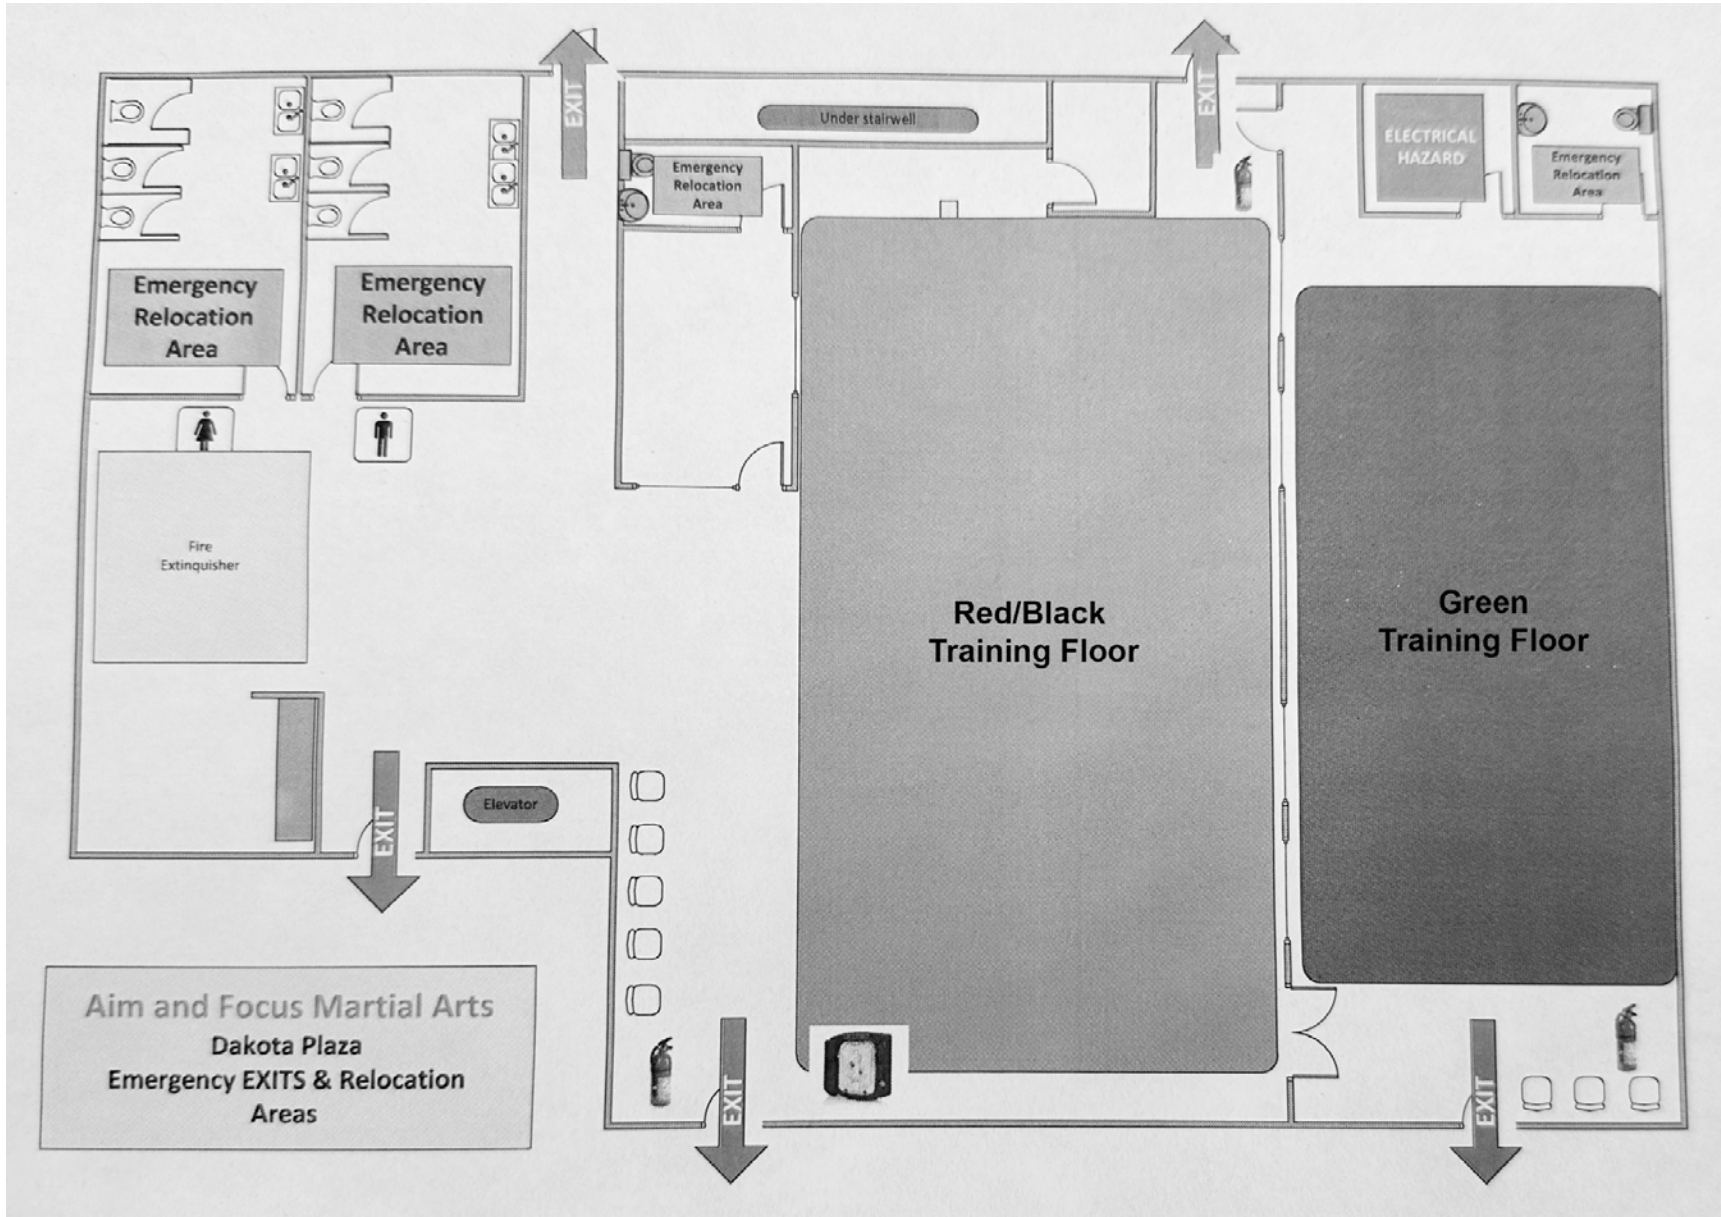 EXIT
EXIT
Under stairwell
ELECTRICAL
HAZARD
Emergency
Relocation
Area
Emergency
Relocation
Area
Emergency
Relocation
Area
Emergency
Relocation
Area
Fire
Extinquisher
Red/Black
Training Floor
Green
Training Floor
Elevator
EXIT
Aim and Focus Martial Arts
Dakota Plaza
Emergency EXITS & Relocation
Areas
EXIT
EXIT